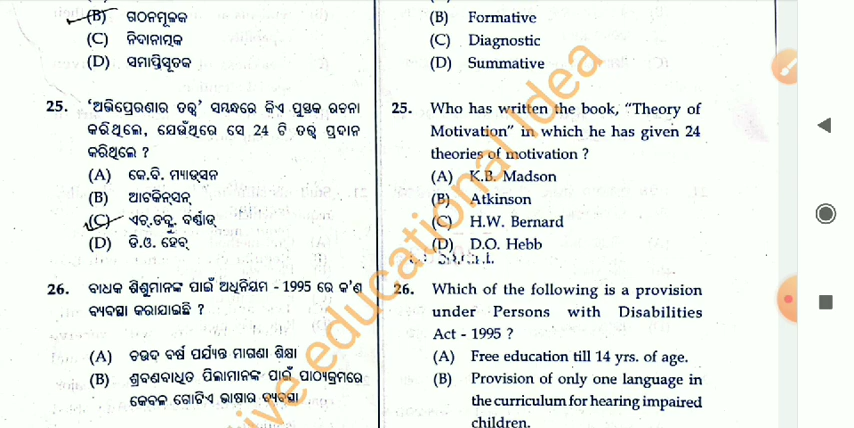 (B) ଗଠନମୂଳକ
(C) ନିଦାନାତ୍ମକ
(D) ସମାପ୍ତିସୂଚକ
25. ‘ଅଭିପ୍ରେରଣାର ତତ୍ତ୍ୱ’ ସମ୍ବନ୍ଧରେ କିଏ ପୁସ୍ତକ ରଚନା
କରିଥିଲେ, ଯେଉଁଥିରେ ସେ 24 ଟି ତତ୍ତ୍ୱ ପ୍ରଦାନ
କରିଥିଲେ ?
(A) କେ.ବି. ମ୍ୟାଡ୍‌ସନ
(B) ଆଟକିନ୍‌ସନ୍
(C) ଏଚ୍.ଡବ୍ଲୁ. ବର୍ଣ୍ଣାଡ୍
(D) ଡି.ଓ. ହେବ୍
26. ବାଧକ ଶିଶୁମାନଙ୍କ ପାଇଁ ଅଧିନିୟମ - 1995 ରେ କ'ଣ
ବ୍ୟବସ୍ଥା କରାଯାଇଛି ?
(A) ଚଉଦ ବର୍ଷ ପର୍ଯ୍ୟନ୍ତ ମାଗଣା ଶିକ୍ଷା
(B) ଶ୍ରବଣବାଧିତ ପିଲାମାନଙ୍କ ପାଇଁ ପାଠ୍ୟକ୍ରମରେ
କେବଳ ଗୋଟିଏ ଭାଷାର ବ୍ୟବସ୍ଥା
(B) Formative
(C) Diagnostic
(D) Summative
25. Who has written the book, “Theory of
Motivation” in which he has given 24
theories of motivation ?
(A) K.B. Madson
(B) Atkinson
(C) H.W. Bernard
(D) D.O. Hebb
26. Which of the following is a provision
under Persons with Disabilities
Act - 1995 ?
(A) Free education till 14 yrs. of age.
(B) Provision of only one language in
the curriculum for hearing impaired
children.
ive educational Idea